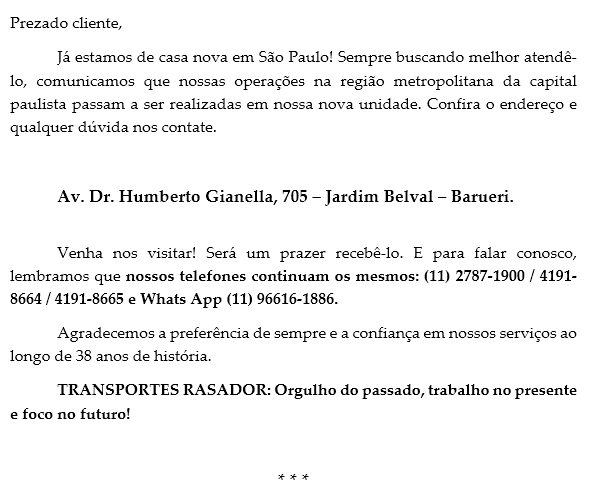 Prezado cliente,
Já estamos de casa nova em São Paulo! Sempre buscando melhor atendê-
lo, comunicamos que nossas operações na região metropolitana da capital
paulista passam a ser realizadas em nossa nova unidade. Confira o endereço e
qualquer dúvida nos contate.
Av. Dr. Humberto Gianella, 705 – Jardim Belval – Barueri.
Venha nos visitar! Será um prazer recebê-lo. E para falar conosco,
lembramos que nossos telefones continuam os mesmos: (11) 2787-1900 / 4191-
8664 / 4191-8665 e Whats App (11) 96616-1886.
Agradecemos a preferência de sempre e a confiança em nossos serviços ao
longo de 38 anos de história.
TRANSPORTES RASADOR: Orgulho do passado, trabalho no presente
e foco no futuro!
* * *